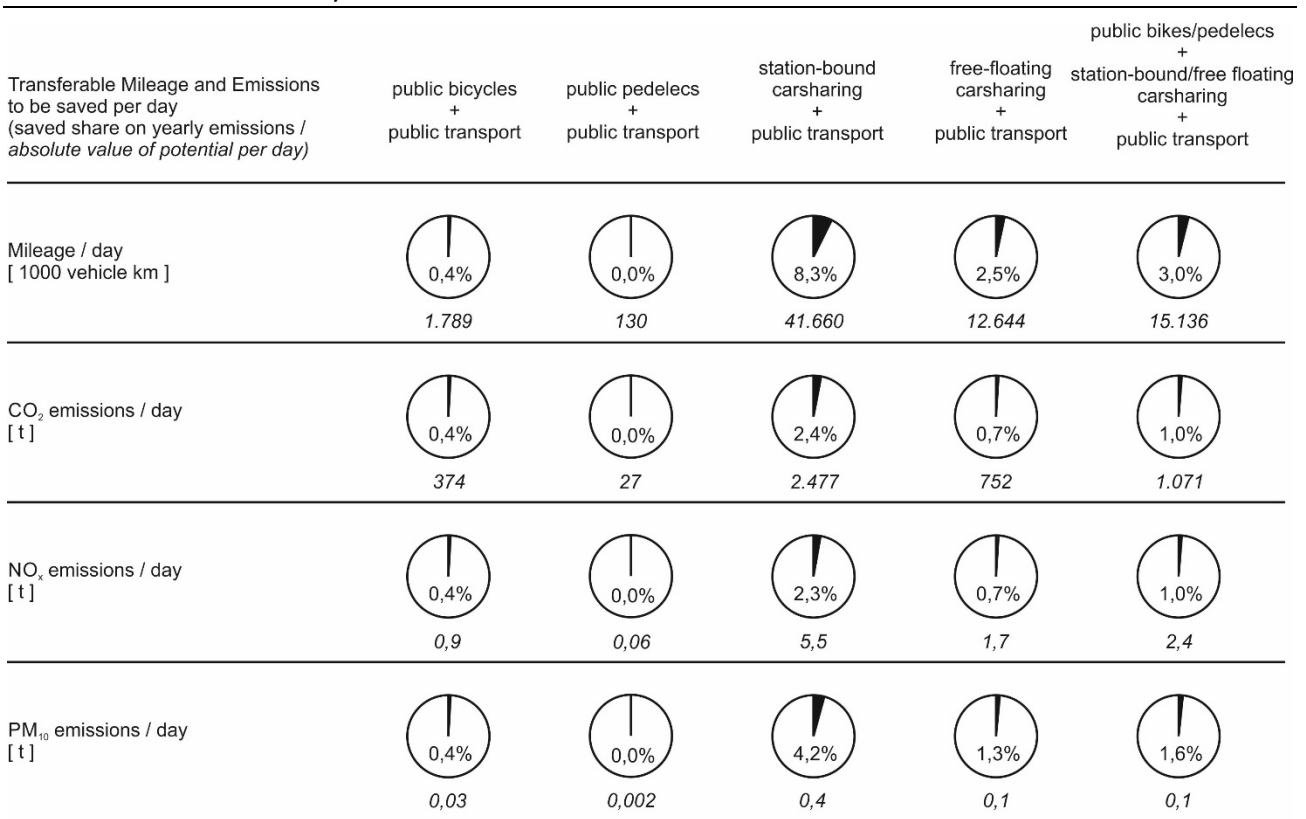 public bikes/pedelecs
+
station-bound/free floating
carsharing
+
public transport
free-floating
carsharing
+
public transport
station-bound
carsharing
+
public transport
public pedelecs
+
public transport
public bicycles
+
public transport
Transferable Mileage and Emissions
to be saved per day
(saved share on yearly emissions /
absolute value of potential per day)
Mileage / day
[ 1000 vehicle km ]
0,4% 0,0% 8,3% 2,5% 3,0%
1.789 130 41.660 12.644 15.136
CO₂ emissions / day
[ t ]
0,4% 0,0% 2,4% 0,7% 1,0%
374 27 2.477 752 1.071
NOₓ emissions / day
[ t ]
0,4% 0,0% 2,3% 0,7% 1,0%
0,9 0,06 5,5 1,7 2,4
PM₁₀ emissions / day
[ t ]
0,4% 0,0% 4,2% 1,3% 1,6%
0,03 0,002 0,4 0,1 0,1